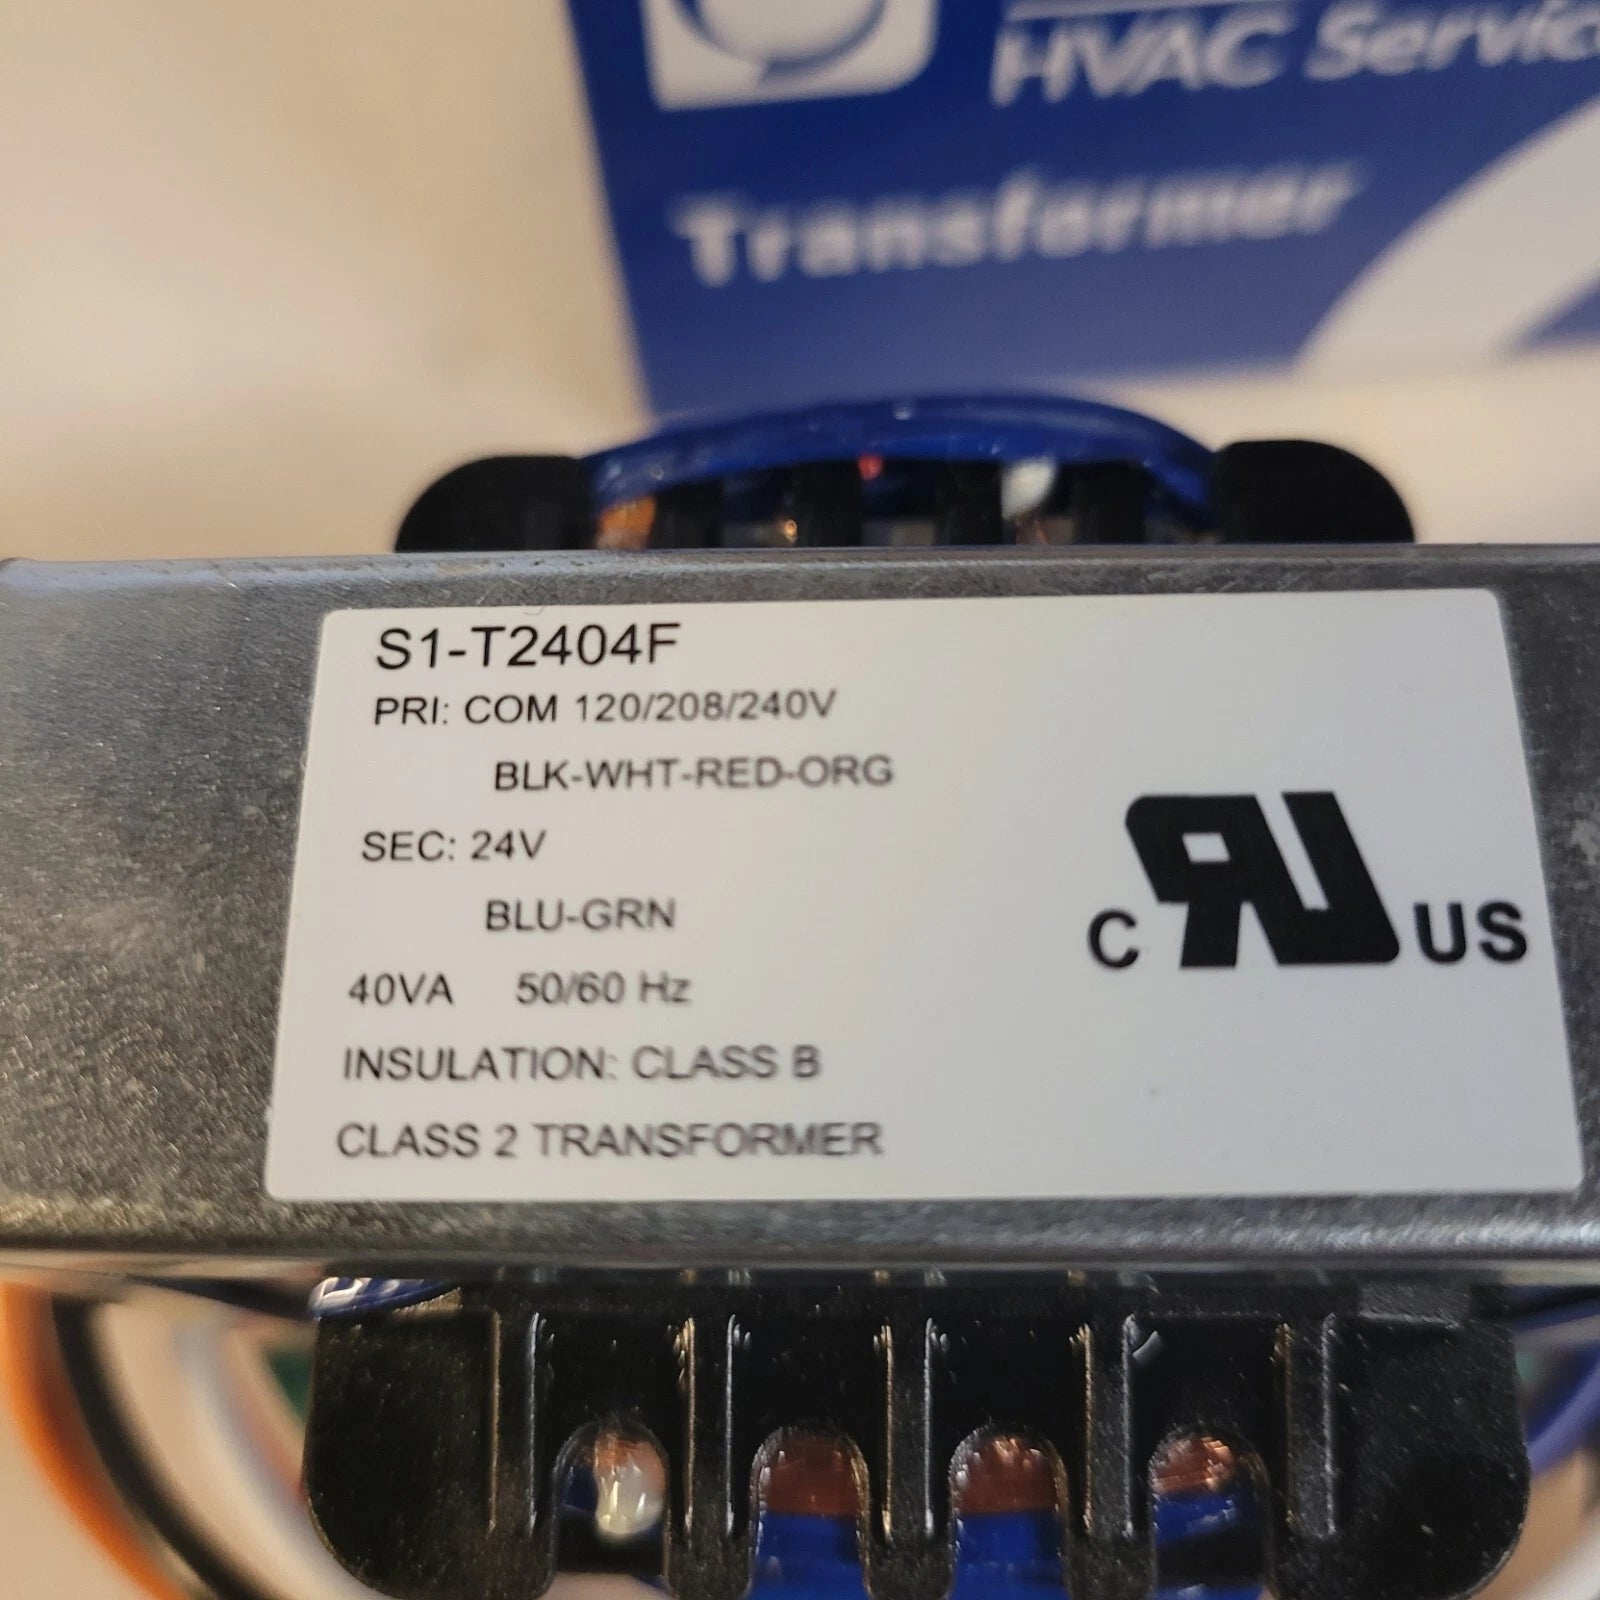 HVAC Servic
Transformer
S1-T2404F
PRI: COM 120/208/240V
BLK-WHT-RED-ORG
SEC: 24V
BLU-GRN
40VA 50/60 Hz
INSULATION: CLASS B
CLASS 2 TRANSFORMER
C RU US